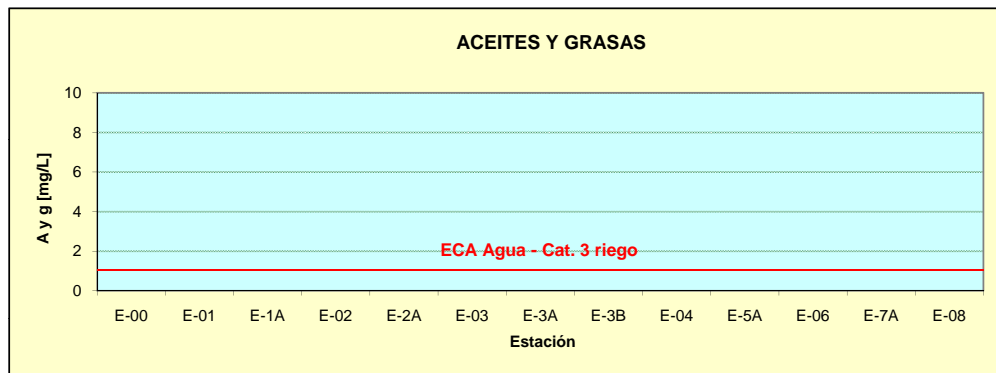 ACEITES Y GRASAS
A y g [mg/L]
10
8
6
4
2
0
ECA Agua - Cat. 3 riego
E-00 E-01 E-1A E-02 E-2A E-03 E-3A E-3B E-04 E-5A E-06 E-7A E-08
Estación